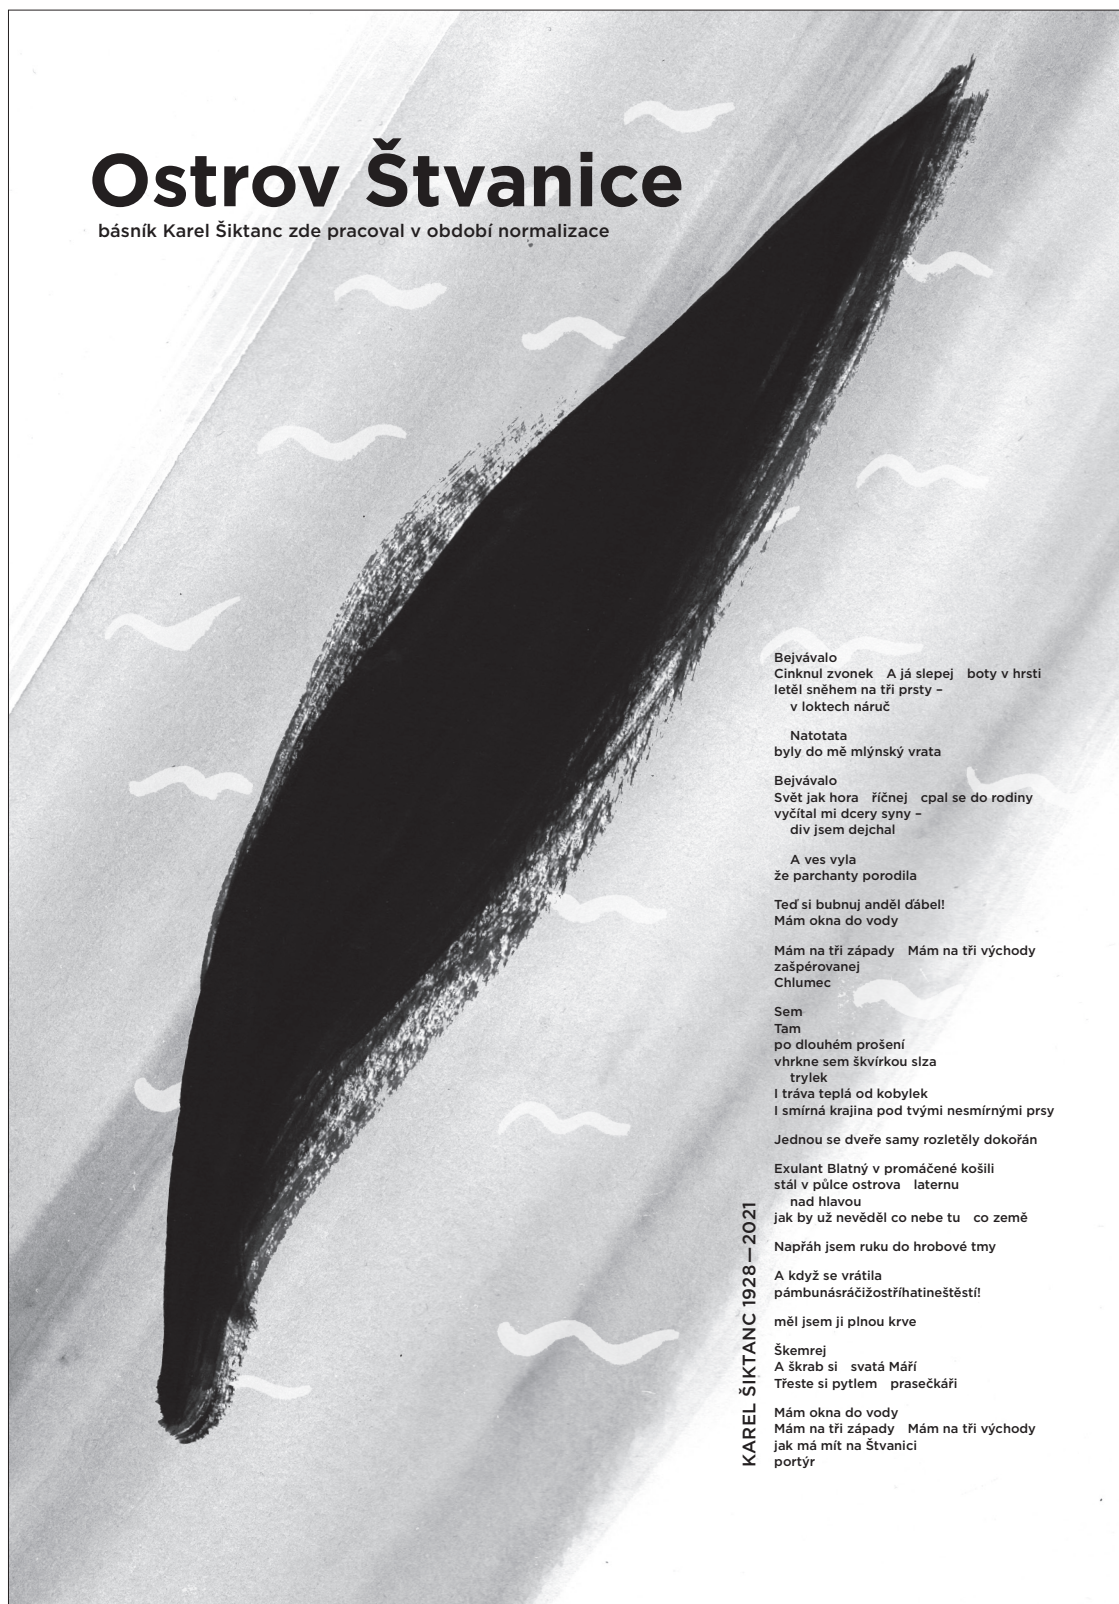 Ostrov Štvanice
básník Karel Šiktanc zde pracoval v období normalizace
Bejvávalo
Cinknul zvonek A já slepej boty v hrsti
letěl sněhem na tři prsty –
v loktech náruč
Natotata
byly do mě mlýnský vrata
Bejvávalo
Svět jak hora říčnej cpal se do rodiny
vyčítal mi dcery syny –
div jsem dejchal
A ves vyla
že parchanty porodila
Teď si bubnuj anděl ďábel!
Mám okna do vody
Mám na tři západy Mám na tři východy
zašpérovanej
Chlumec
Sem
Tam
po dlouhém prošení
vhrkne sem škvírkou slza
trylek
I tráva teplá od kobylek
I smírná krajina pod tvými nesmírnými prsy
Jednou se dveře samy rozletěly dokořán
Exulant Blatný v promáčené košili
stál v půlce ostrova laternu
nad hlavou
jak by už nevěděl co nebe tu co země
Napřáh jsem ruku do hrobové tmy
A když se vrátila
pámbunásráčižostříhatineštěstí!
měl jsem ji plnou krve
Škemrej
A škrab si svatá Máří
Třeste si pytlem prasečkáři
Mám okna do vody
Mám na tři západy Mám na tři východy
jak má mít na Štvanici
portýr
KAREL ŠIKTANC 1928—2021